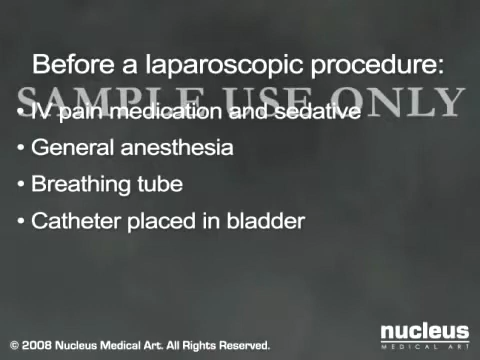 Before a laparoscopic procedure:
SAMPLE USE ONLY
• IV pain medication and sedative
• General anesthesia
• Breathing tube
• Catheter placed in bladder
nucleus
MEDICAL ART
© 2008 Nucleus Medical Art. All Rights Reserved.